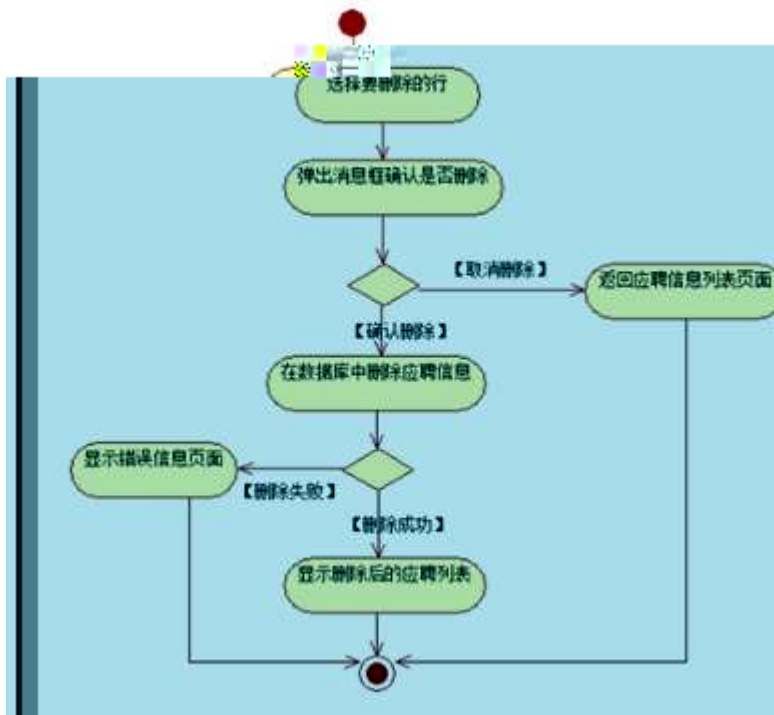 选择要删除的行
弹出消息框确认是否删除
【取消删除】
返回应聘信息列表页面
【确认删除】
在数据库中删除应聘信息
显示错误信息页面
【删除失败】
【删除成功】
显示删除后的应聘列表